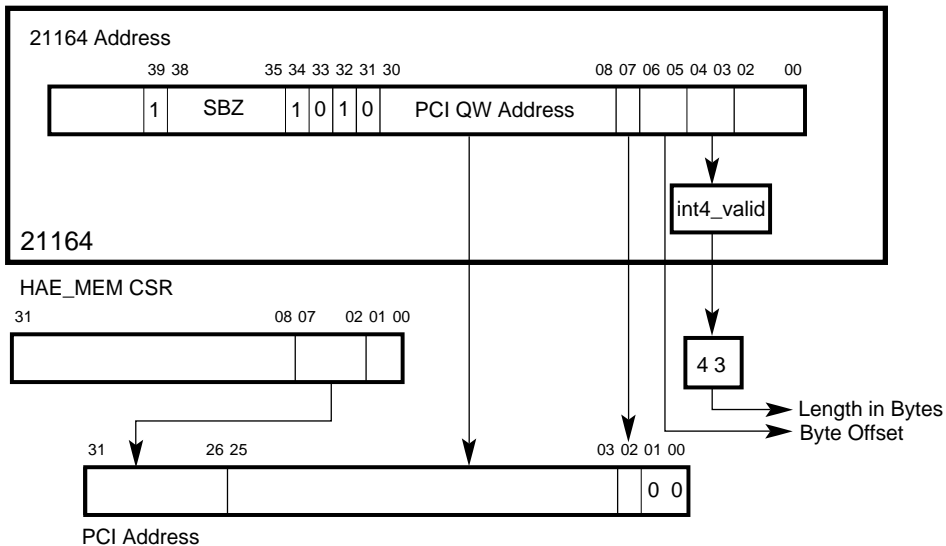 21164 Address
39 38 35 34 33 32 31 30 08 07 06 05 04 03 02 00
1 SBZ 1 0 1 0 PCI QW Address
int4_valid
21164
HAE_MEM CSR
31 08 07 02 01 00
4 3
Length in Bytes
Byte Offset
31 26 25 03 02 01 00
0 0
PCI Address